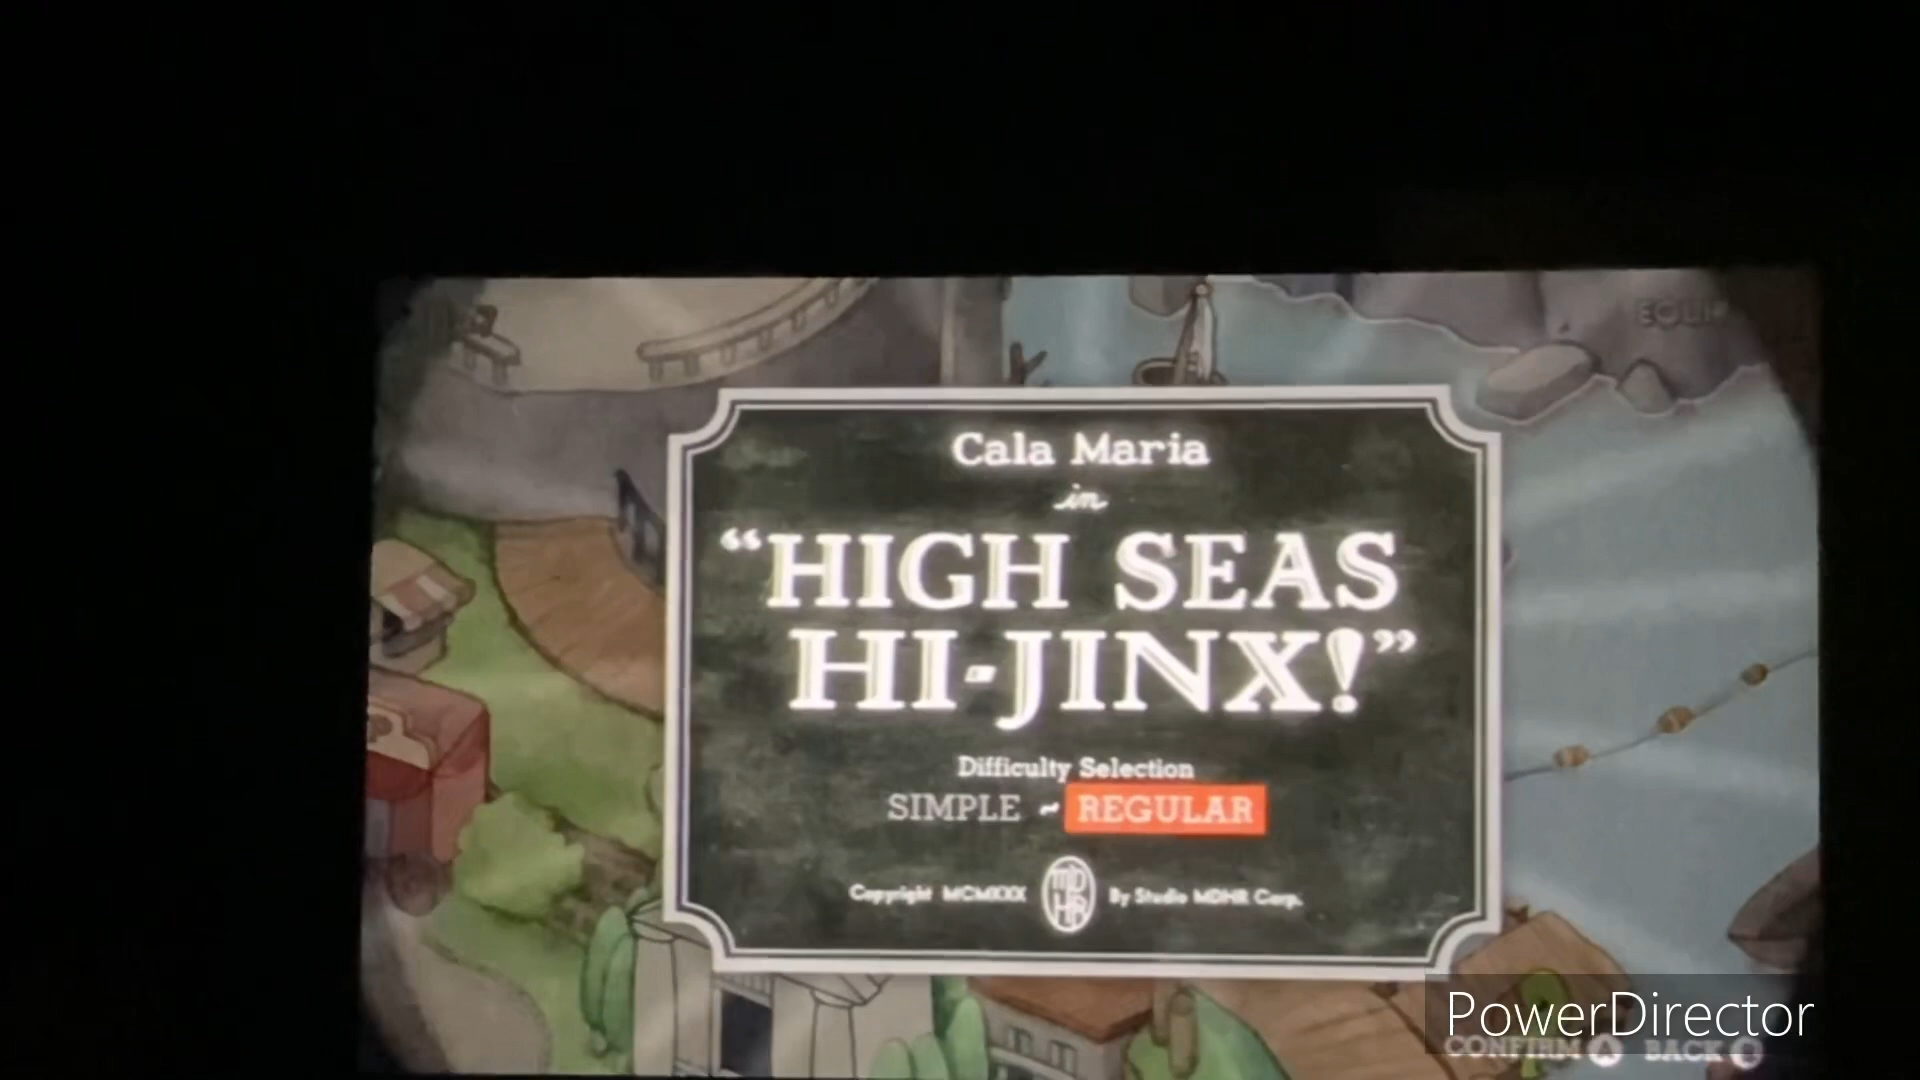 Cala Maria
in
“HIGH SEAS
HI-JINX!”
Difficulty Selection
SIMPLE ~ REGULAR
Copyright MCMXXX MDHR By Studio MDHR Corp.
PowerDirector
CONFIRM A BACK